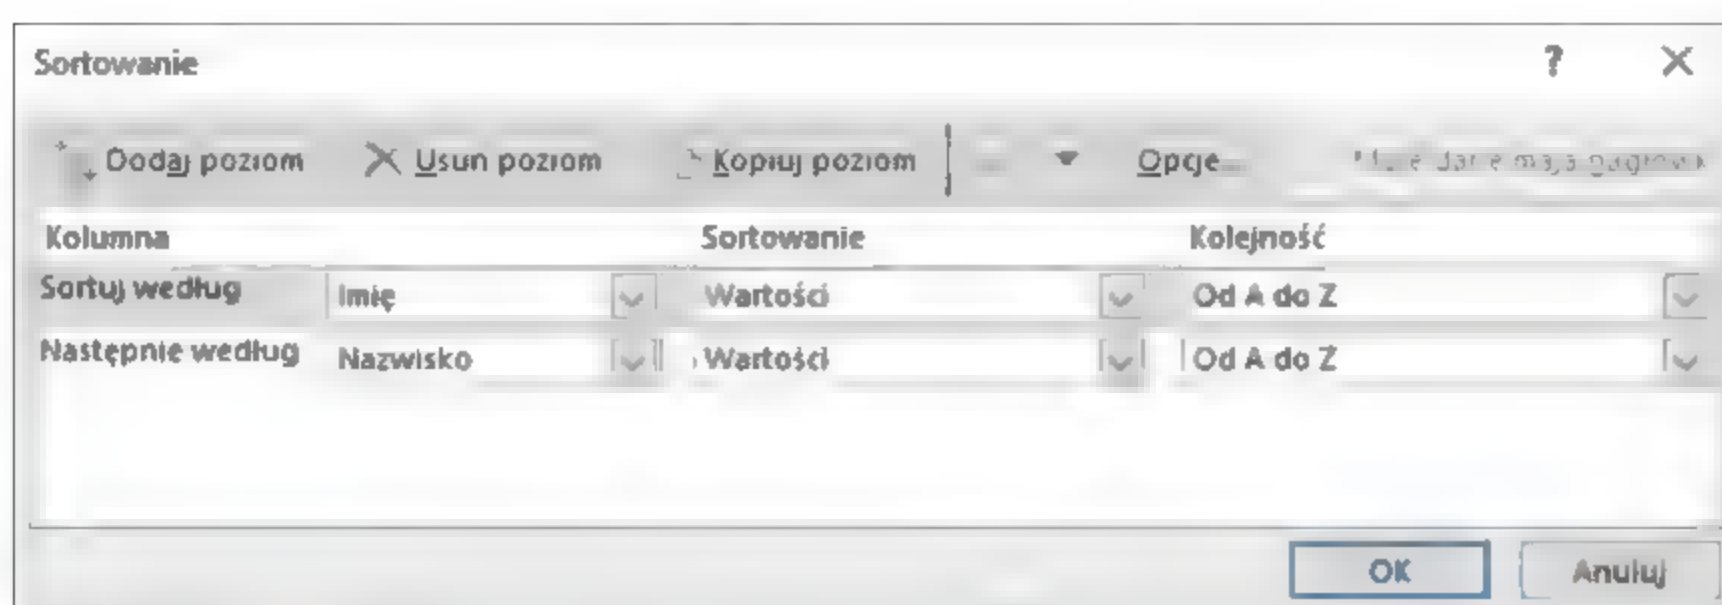 Sortowanie ?
Dodaj poziom Usuń poziom Kopiuj poziom Opcje...
Kolumna Sortowanie Kolejność
Sortuj według Imię Wartości Od A do Z
Następnie według Nazwisko Wartości Od A do Z
OK Anuluj